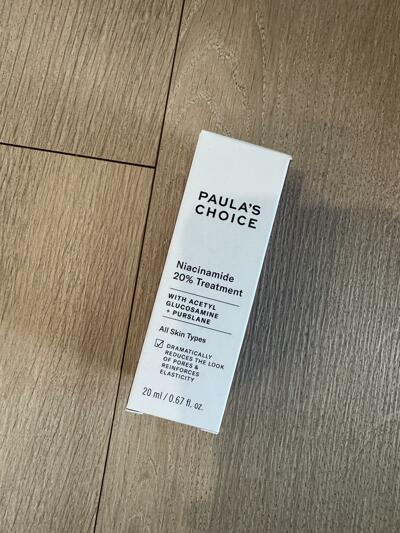 PAULA'S
CHOICE
Niacinamide
20% Treatment
WITH ACETYL
GLUCOSAMINE
+ PURSLANE
All Skin Types
DRAMATICALLY
REDUCES THE LOOK
OF PORES &
REINFORCES
ELASTICITY
20 ml / 0.67 fl. oz.